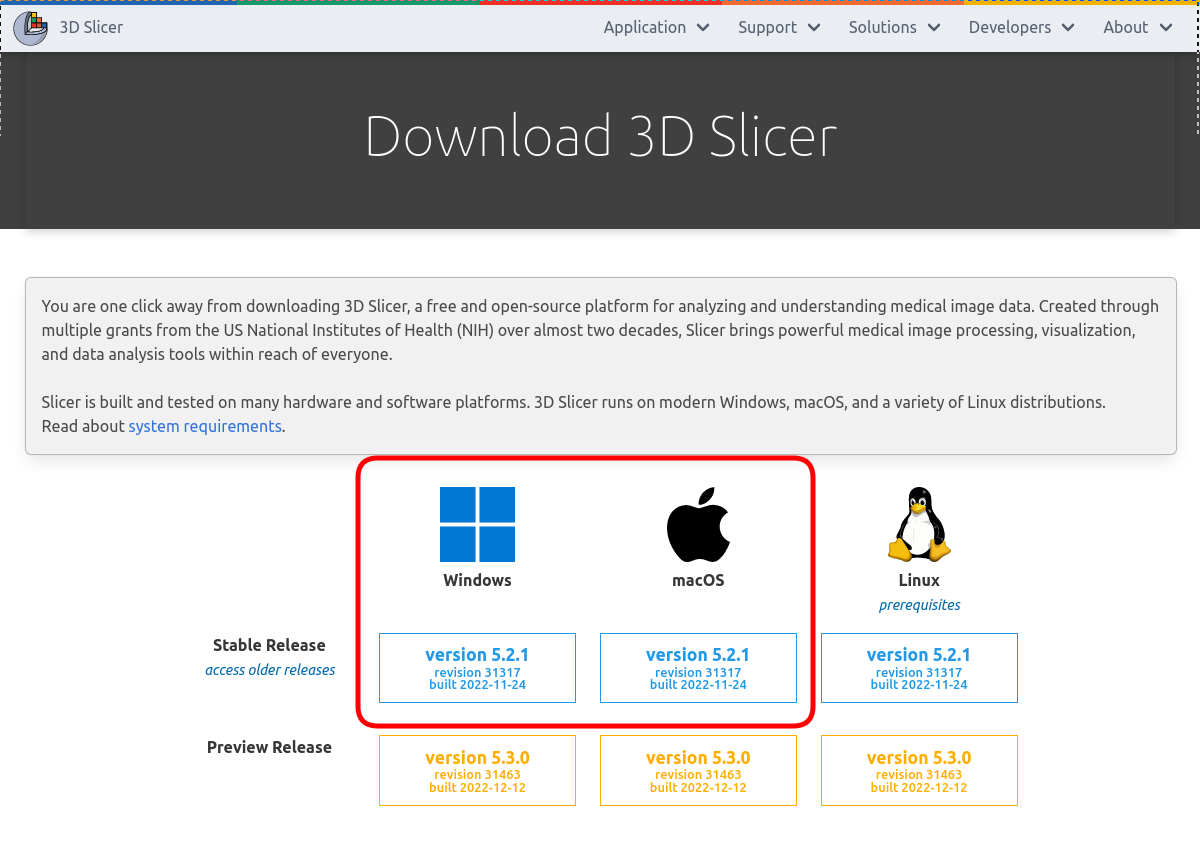 3D Slicer
Application
Support
Solutions
Developers
About
Download 3D Slicer
You are one click away from downloading 3D Slicer, a free and open-source platform for analyzing and understanding medical image data. Created through
multiple grants from the US National Institutes of Health (NIH) over almost two decades, Slicer brings powerful medical image processing, visualization,
and data analysis tools within reach of everyone.
Slicer is built and tested on many hardware and software platforms. 3D Slicer runs on modern Windows, macOS, and a variety of Linux distributions.
Read about system requirements.
Windows
macOS
Linux
prerequisites
Stable Release
access older releases
version 5.2.1
revision 31317
built 2022-11-24
version 5.2.1
revision 31317
built 2022-11-24
version 5.2.1
revision 31317
built 2022-11-24
Preview Release
version 5.3.0
revision 31463
built 2022-12-12
version 5.3.0
revision 31463
built 2022-12-12
version 5.3.0
revision 31463
built 2022-12-12